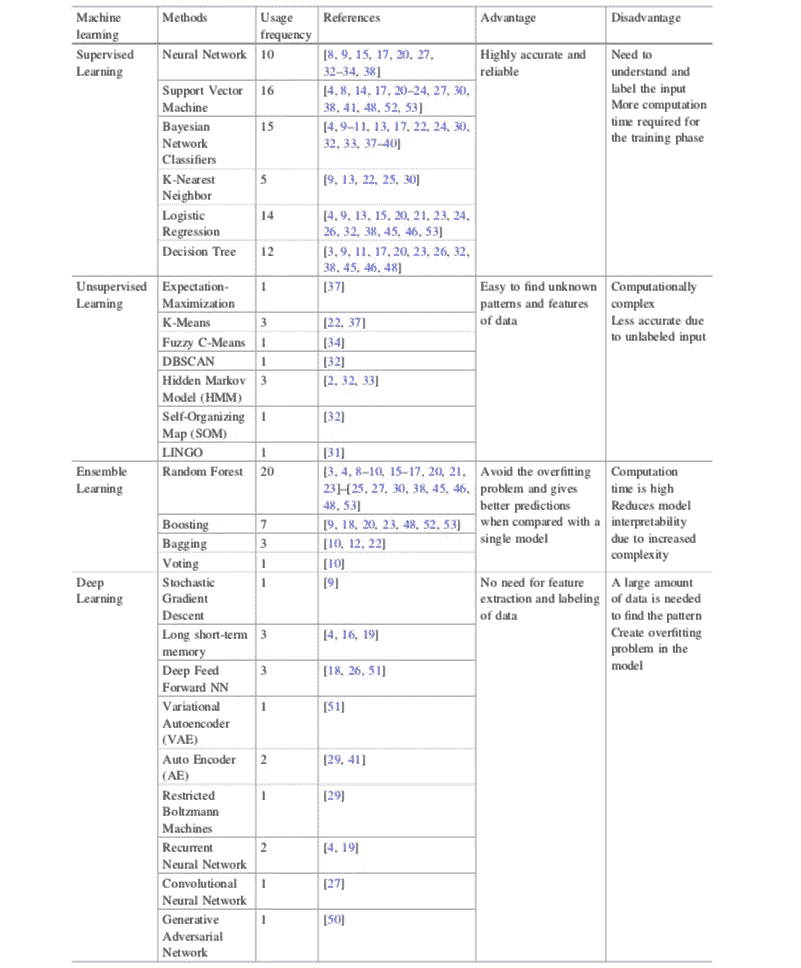 Machine learning Methods Usage frequency References Advantage Disadvantage
Supervised Learning
Neural Network 10 [8, 9, 15, 17, 20, 27,
32–34, 38]
Highly accurate and
reliable
Need to
understand and
label the input
More computation
time required for
the training phase
Support Vector
Machine
16 [4, 8, 14, 17, 20–24, 27, 30,
38, 41, 48, 52, 53]
Bayesian
Network
Classifiers
15 [4, 9–11, 13, 17, 22, 24, 30,
32, 33, 37–40]
K-Nearest
Neighbor
5 [9, 13, 22, 25, 30]
Logistic
Regression
14 [4, 9, 13, 15, 20, 21, 23, 24,
26, 32, 38, 45, 46, 53]
Decision Tree 12 [3, 9, 11, 17, 20, 23, 26, 32,
38, 45, 46, 48]
Unsupervised
Learning
Expectation-
Maximization
1 [37]
Easy to find unknown
patterns and features
of data
Computationally
complex
Less accurate due
to unlabeled input
K-Means 3 [22, 37]
Fuzzy C-Means 1 [34]
DBSCAN 1 [32]
Hidden Markov
Model (HMM)
3 [2, 32, 33]
Self-Organizing
Map (SOM)
1 [32]
LINGO 1 [31]
Ensemble
Learning
Random Forest 20 [3, 4, 8–10, 15–17, 20, 21,
23]–[25, 27, 30, 38, 45, 46,
48, 53]
Avoid the overfitting
problem and gives
better predictions
when compared with a
single model
Computation
time is high
Reduces model
interpretability
due to increased
complexity
Boosting 7 [9, 18, 20, 23, 48, 52, 53]
Bagging 3 [10, 12, 22]
Voting 1 [10]
Deep
Learning
Stochastic
Gradient
Descent
1 [9]
No need for feature
extraction and labeling
of data
A large amount
of data is needed
to find the pattern
Create overfitting
problem in the
model
Long short-term
memory
3 [4, 16, 19]
Deep Feed
Forward NN
3 [18, 26, 51]
Variational
Autoencoder
(VAE)
1 [51]
Auto Encoder
(AE)
2 [29, 41]
Restricted
Boltzmann
Machines
1 [29]
Recurrent
Neural Network
2 [4, 19]
Convolutional
Neural Network
1 [27]
Generative
Adversarial
Network
1 [50]